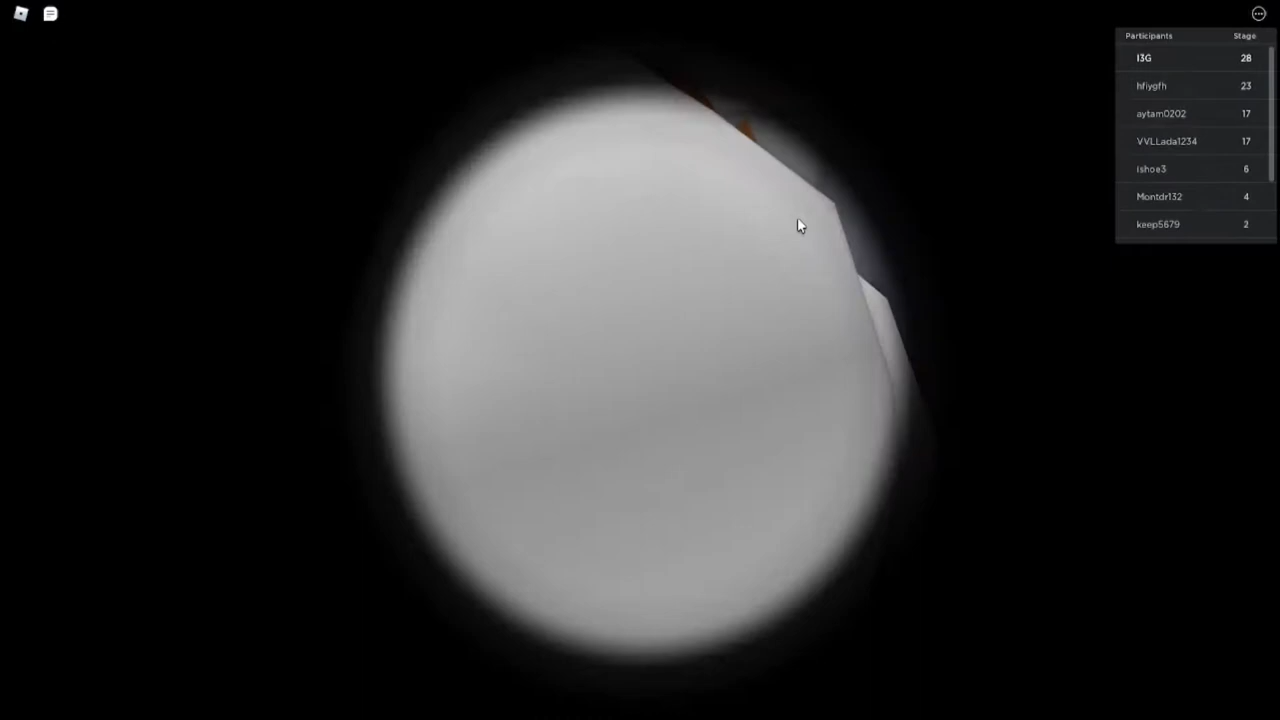 Participants Stage
I3G 28
hfiygfh 23
aytam0202 17
VVLLada1234 17
ishoe3 6
Montdr132 4
keep5679 2